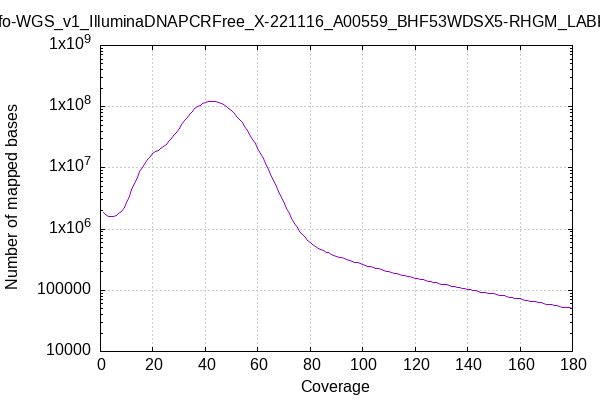 fo-WGS_v1_IlluminaDNAPCRFree_X-221116_A00559_BHF53WDSX5-RHGM_LABK
1x10⁹
1x10⁸
1x10⁷
1x10⁶
100000
10000
Number of mapped bases
0 20 40 60 80 100 120 140 160 180
Coverage